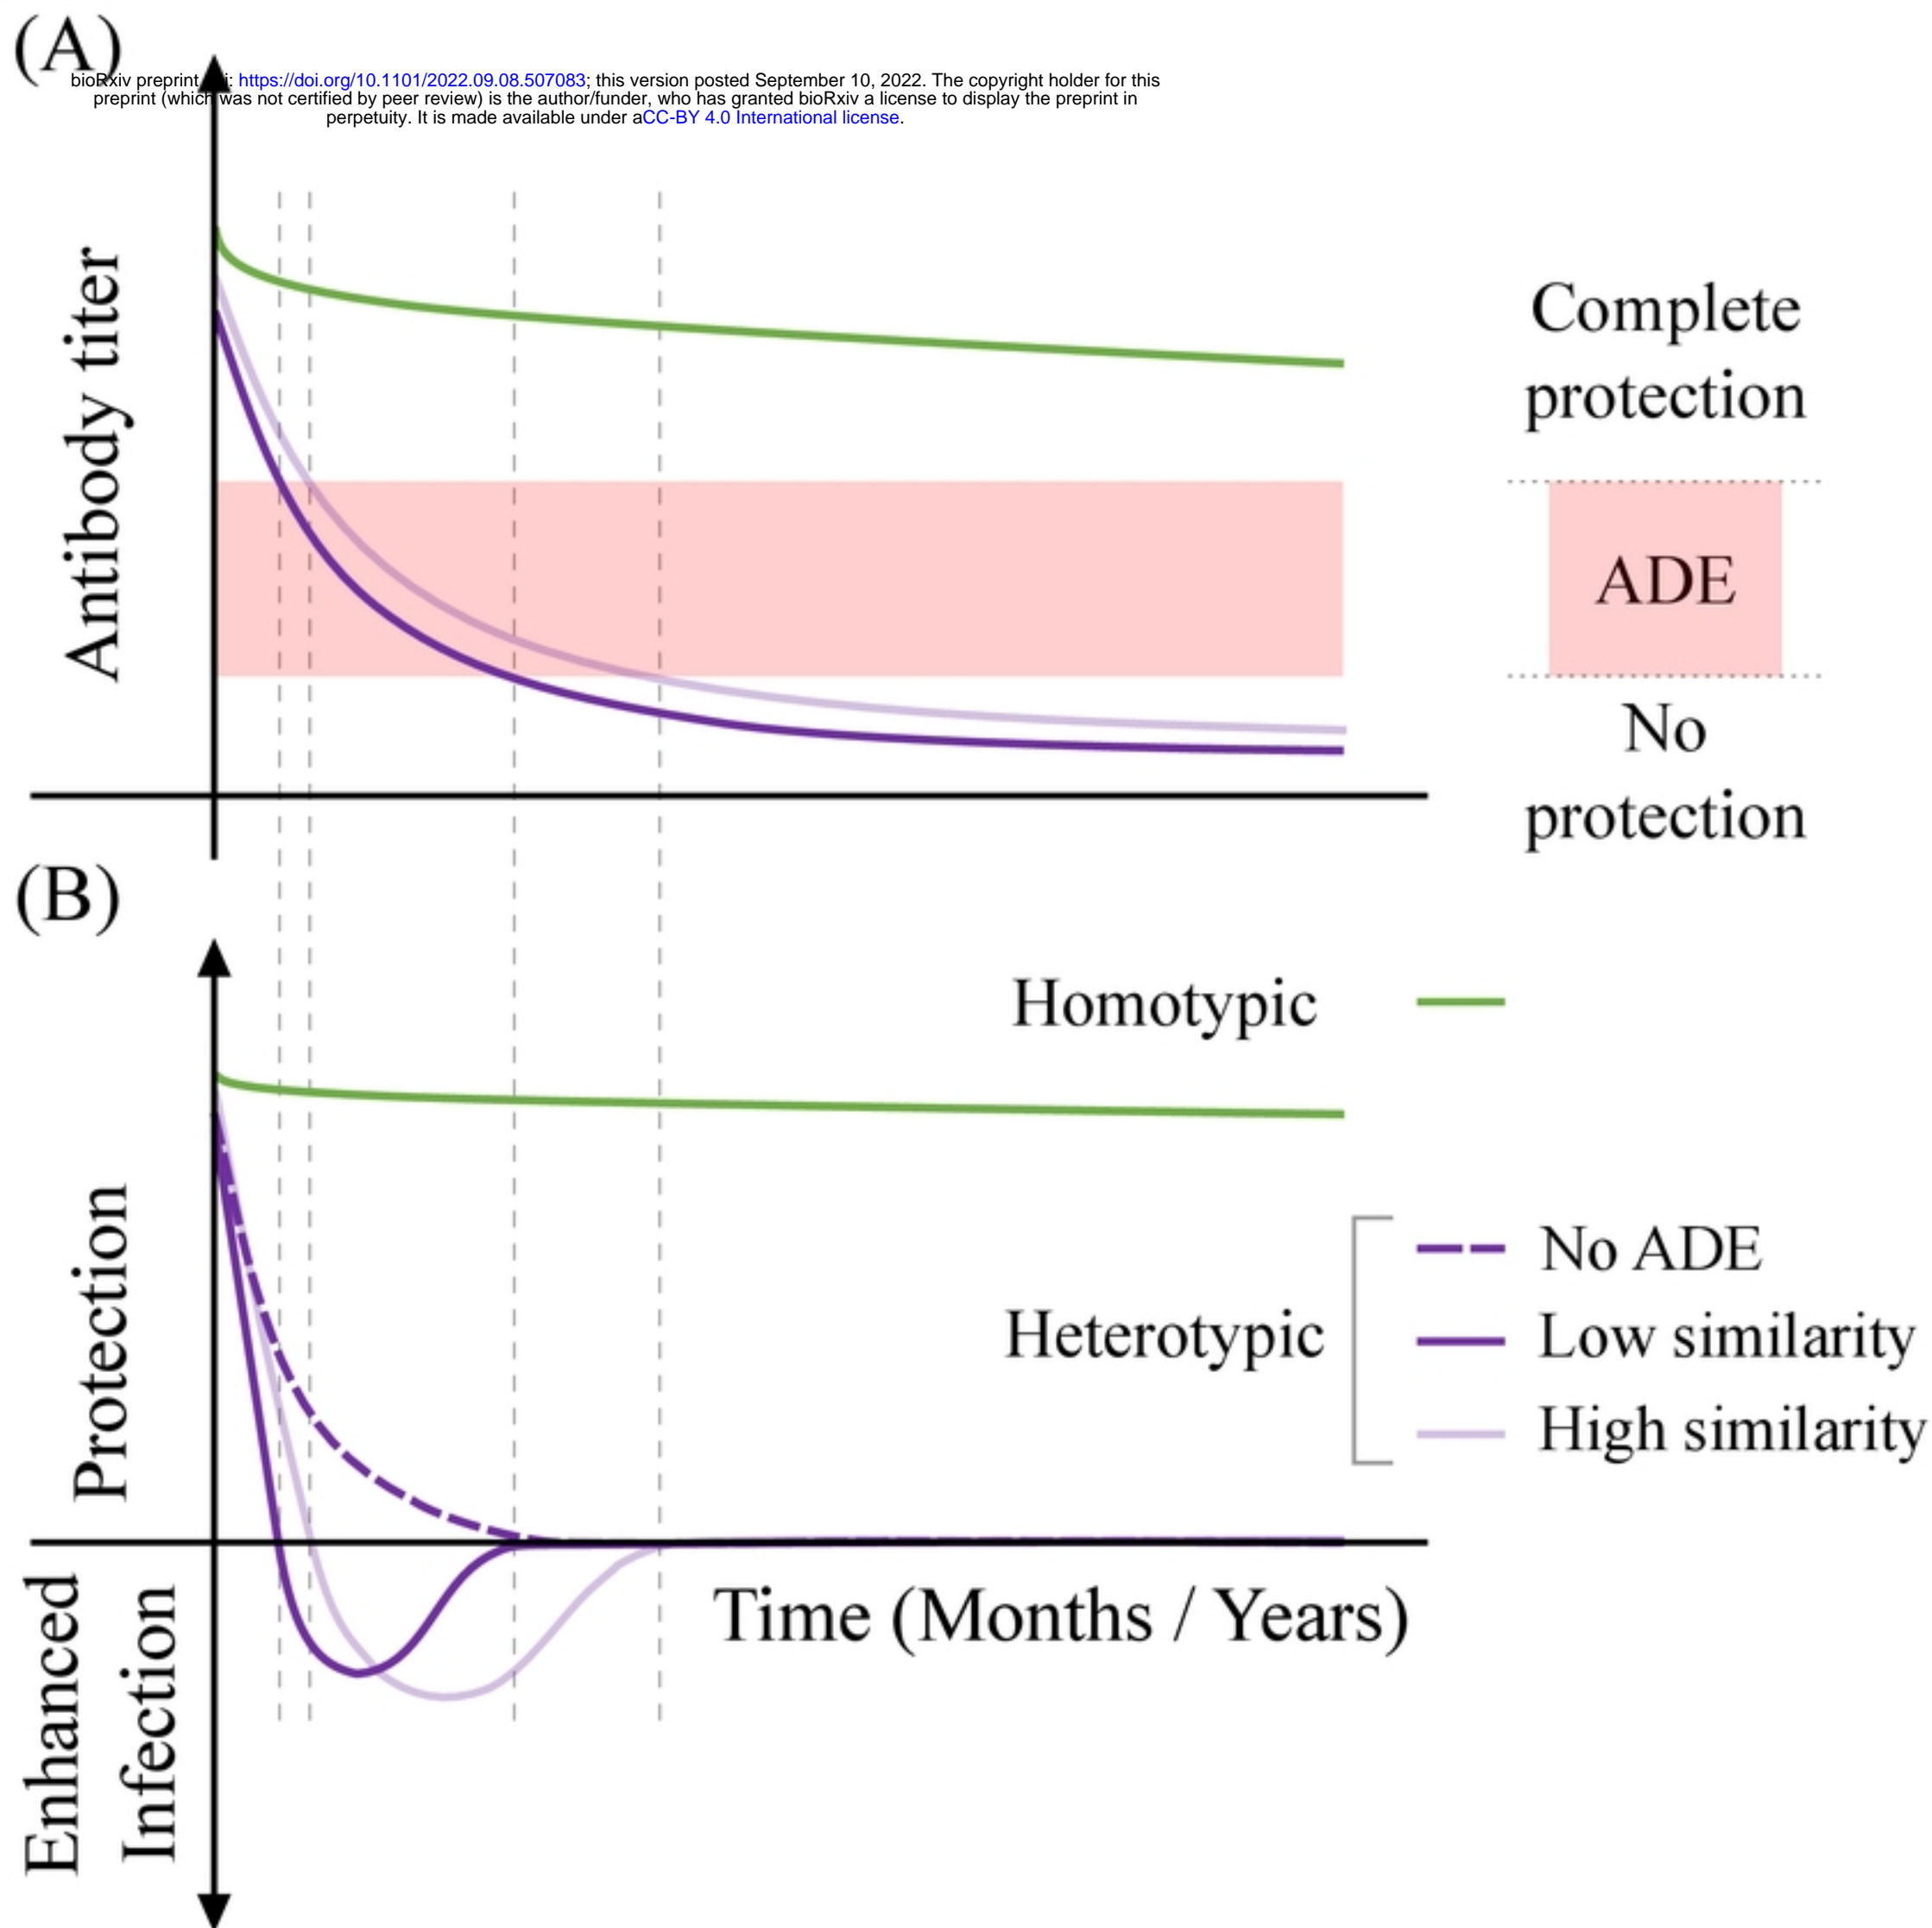 (A)
bioRxiv preprint doi: https://doi.org/10.1101/2022.09.08.507083; this version posted September 10, 2022. The copyright holder for this
preprint (which was not certified by peer review) is the author/funder, who has granted bioRxiv a license to display the preprint in
perpetuity. It is made available under aCC-BY 4.0 International license.
Antibody titer
Complete
protection
ADE
No
protection
(B)
Homotypic
Protection
Heterotypic
No ADE
Low similarity
High similarity
Time (Months / Years)
Enhanced
Infection